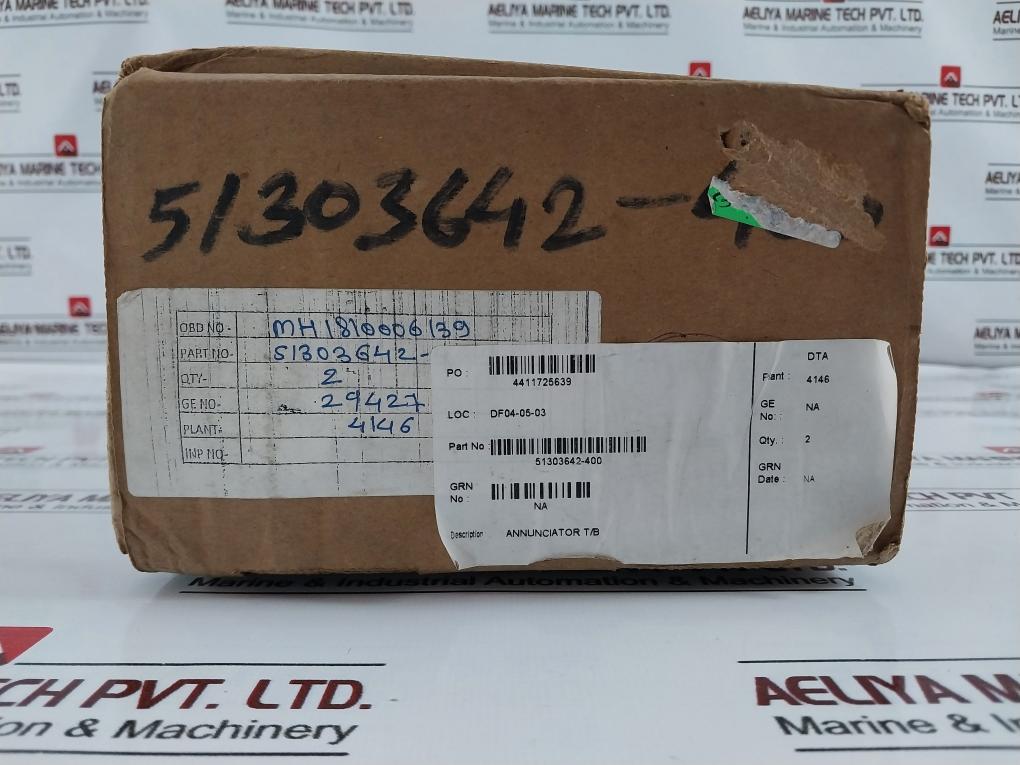 AELIYA MARINE TECH PVT. LTD.
Marine & Industrial Automation & Machinery
51303642-4
OBD NO- MH1810006139
PART NO- 51303642-
QTY- 2
GE NO- 29427
PLANT- 4146
INP NO-
PO : 4411725639
LOC : DF04-05-03
Part No : 51303642-400
GRN No : NA
Description ANNUNCIATOR T/B
DTA
Plant : 4146
GE No: : NA
Qty. : 2
GRN Date : NA
Marine & Industrial Automation & Machinery
TECH PVT. LTD.
on & Machinery
AELIYA MA
Marine & Indust